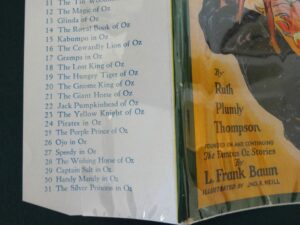 11 The Tin Woodman of Oz
12 The Magic of Oz
13 Glinda of Oz
14 The Royal Book of Oz
15 Kabumpo in Oz
16 The Cowardly Lion of Oz
17 Grampa in Oz
18 The Lost King of Oz
19 The Hungry Tiger of Oz
20 The Gnome King of Oz
21 The Giant Horse of Oz
22 Jack Pumpkinhead of Oz
23 The Yellow Knight of Oz
24 Pirates in Oz
25 The Purple Prince of Oz
26 Ojo in Oz
27 Speedy in Oz
28 The Wishing Horse of Oz
29 Captain Salt in Oz
30 Handy Mandy in Oz
31 The Silver Princess in Oz
By
Ruth
Plumly
Thompson
FOUNDED ON AND CONTINUING
The Famous Oz Stories
By
L. Frank Baum
ILLUSTRATED BY JNO. R. NEILL